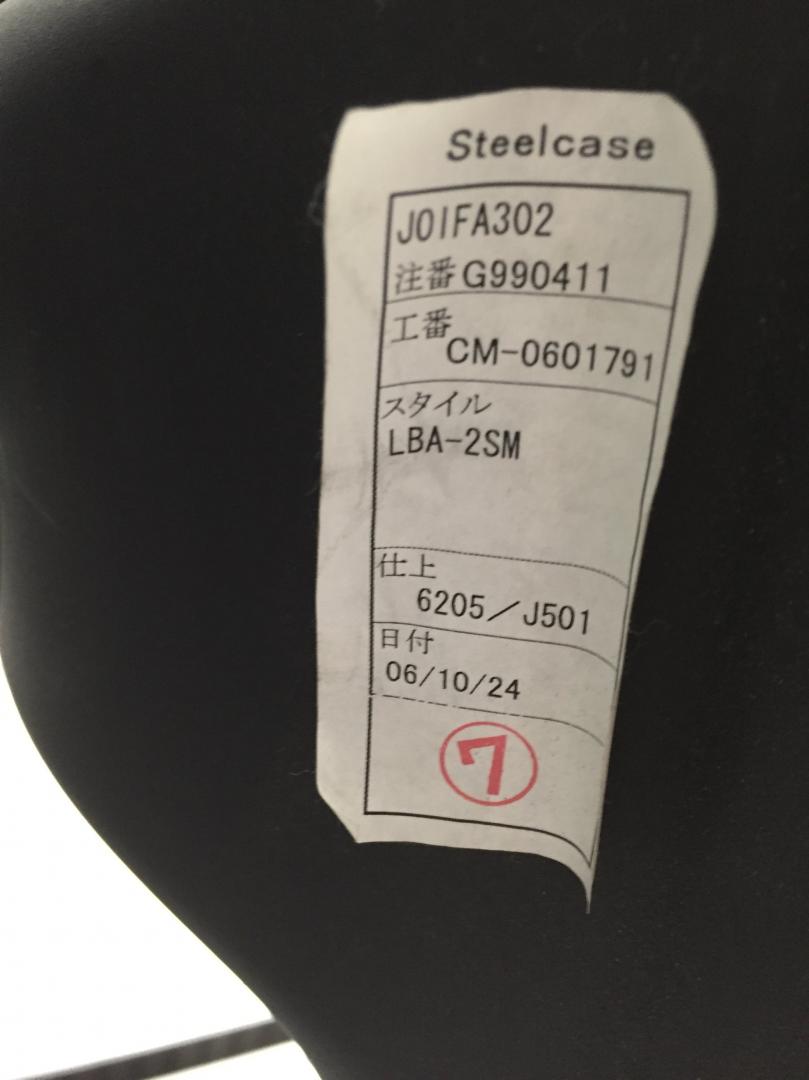 Steelcase
J01FA302
注番G990411
工番
CM-0601791
スタイル
LBA-2SM
仕上
6205/J501
日付
06/10/24
7